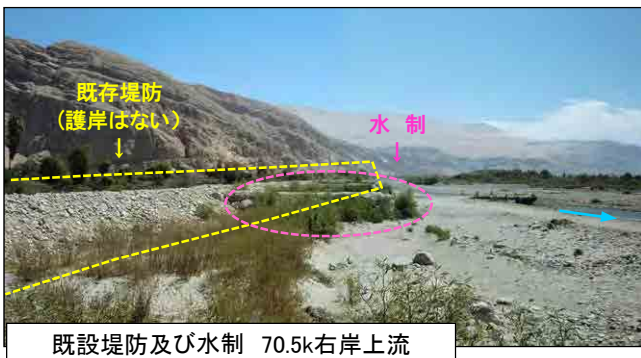 既存堤防
(護岸はない)
↓
水 制
↓
既設堤防及び水制 70.5k右岸上流